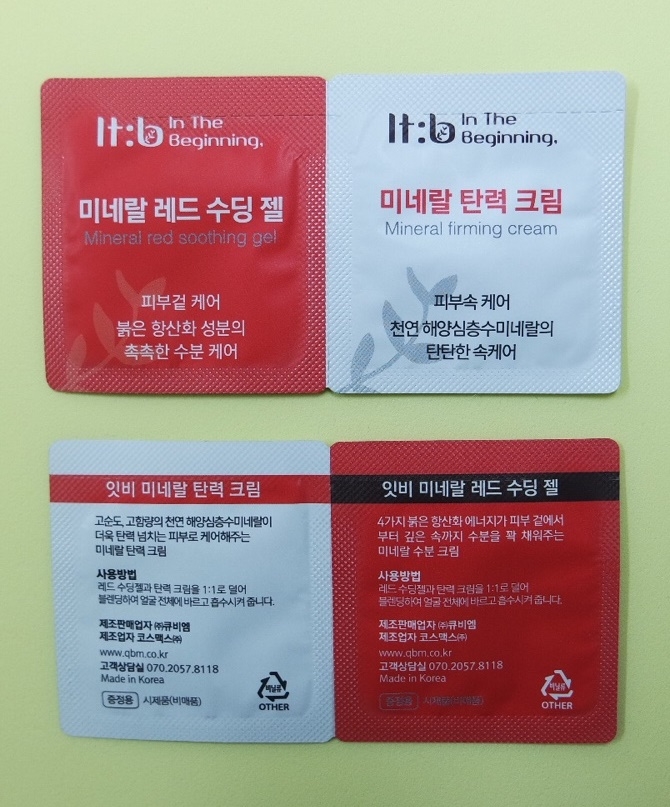 It:b In The
Beginning.
미네랄 레드 수딩 젤
Mineral red soothing gel
피부겉 케어
붉은 항산화 성분의
촉촉한 수분 케어
It:b In The
Beginning.
미네랄 탄력 크림
Mineral firming cream
피부속 케어
천연 해양심층수미네랄의
탄탄한 속케어
잇비 미네랄 탄력 크림
고순도, 고함량의 천연 해양심층수미네랄이
더욱 탄력 넘치는 피부로 케어해주는
미네랄 탄력 크림
사용방법
레드 수딩젤과 탄력 크림을 1:1로 덜어
블렌딩하여 얼굴 전체에 바르고 흡수시켜 줍니다.
제조판매업자 ㈜큐비엠
제조업자 코스맥스㈜
www.qbm.co.kr
고객상담실 070.2057.8118
Made in Korea
증정용 시제품(비매품)
비닐류
OTHER
잇비 미네랄 레드 수딩 젤
4가지 붉은 항산화 에너지가 피부 겉에서
부터 깊은 속까지 수분을 꽉 채워주는
미네랄 수분 크림
사용방법
레드 수딩젤과 탄력 크림을 1:1로 덜어
블렌딩하여 얼굴 전체에 바르고 흡수시켜 줍니다.
제조판매업자 ㈜큐비엠
제조업자 코스맥스㈜
www.qbm.co.kr
고객상담실 070.2057.8118
Made in Korea
증정용 시제품(비매품)
비닐류
OTHER